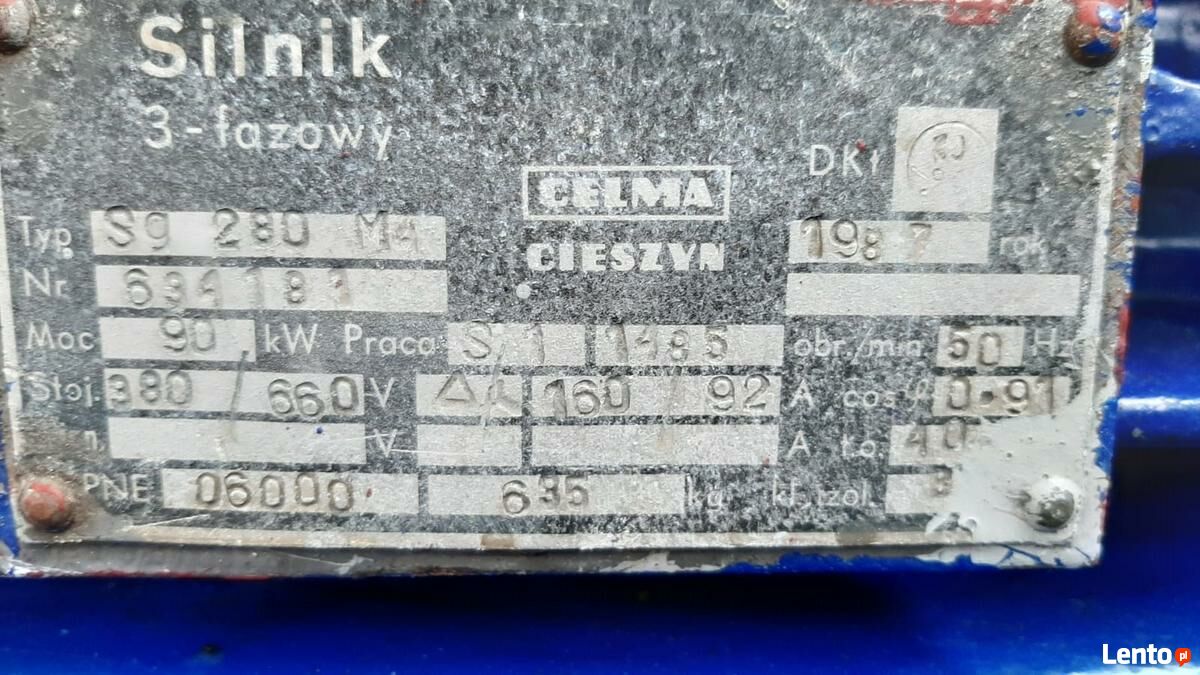 Silnik
3-fazowy
CELMA
CIESZYN
DKt
Typ Sg 280 M4 1987 rok
Nr 631181
Moc 90 kW Praca S1 1485 obr./min 50 Hz
Stoj. 380 / 660 V △/ 160 / 92 A cosφ 0.91
V A t.o. 40
PNE 06000 635 kg kl. izol.
Lento.pl